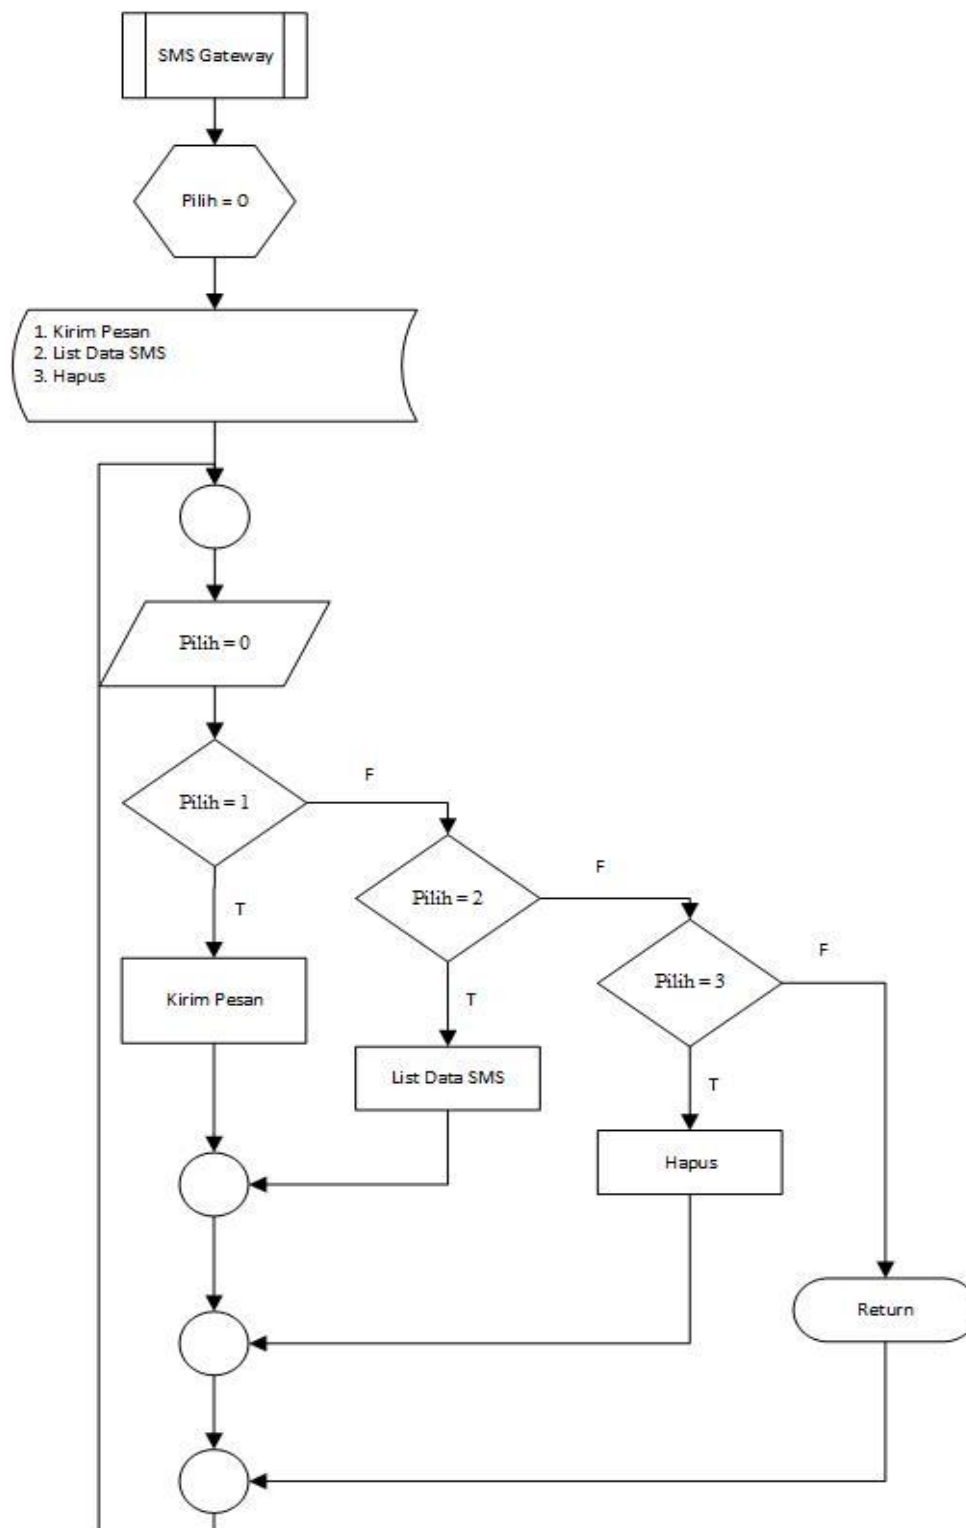 SMS Gateway
Pilih = 0
1. Kirim Pesan
2. List Data SMS
3. Hapus
Pilih = 0
Pilih = 1
F
Pilih = 2
F
T
Pilih = 3
F
Kirim Pesan
T
List Data SMS
T
Hapus
Return